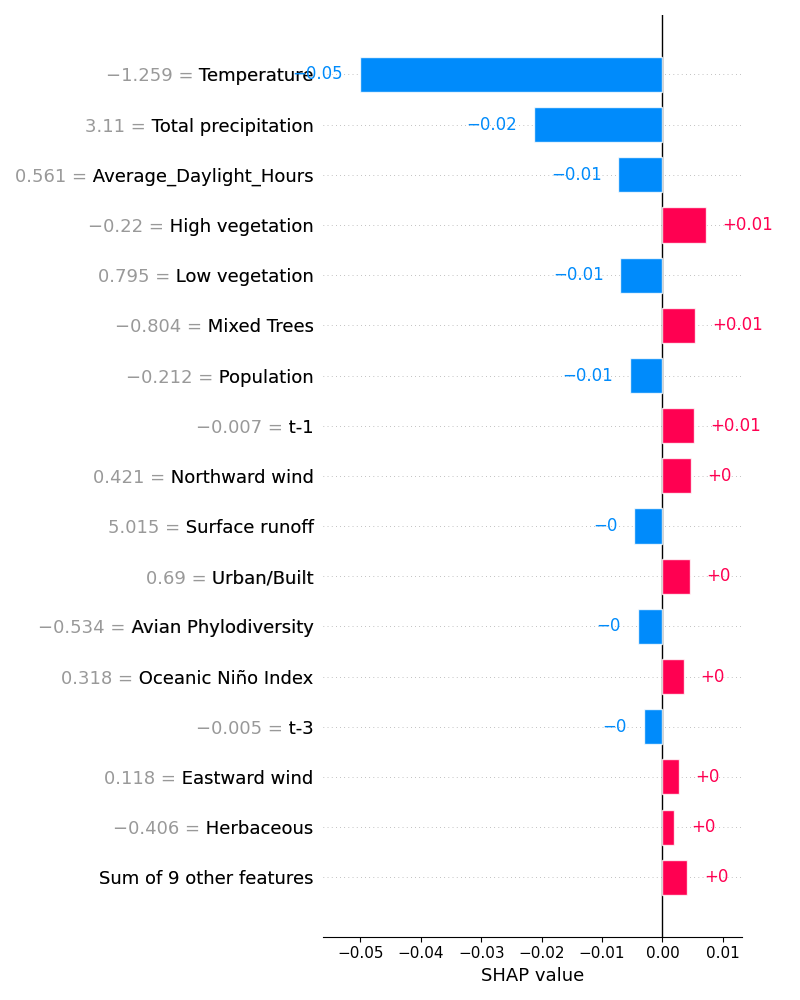 −1.259 = Temperature −0.05
3.11 = Total precipitation −0.02
0.561 = Average_Daylight_Hours −0.01
−0.22 = High vegetation +0.01
0.795 = Low vegetation −0.01
−0.804 = Mixed Trees +0.01
−0.212 = Population −0.01
−0.007 = t-1 +0.01
0.421 = Northward wind +0
5.015 = Surface runoff −0
0.69 = Urban/Built +0
−0.534 = Avian Phylodiversity −0
0.318 = Oceanic Niño Index +0
−0.005 = t-3 −0
0.118 = Eastward wind +0
−0.406 = Herbaceous +0
Sum of 9 other features +0
−0.05 −0.04 −0.03 −0.02 −0.01 0.00 0.01
SHAP value